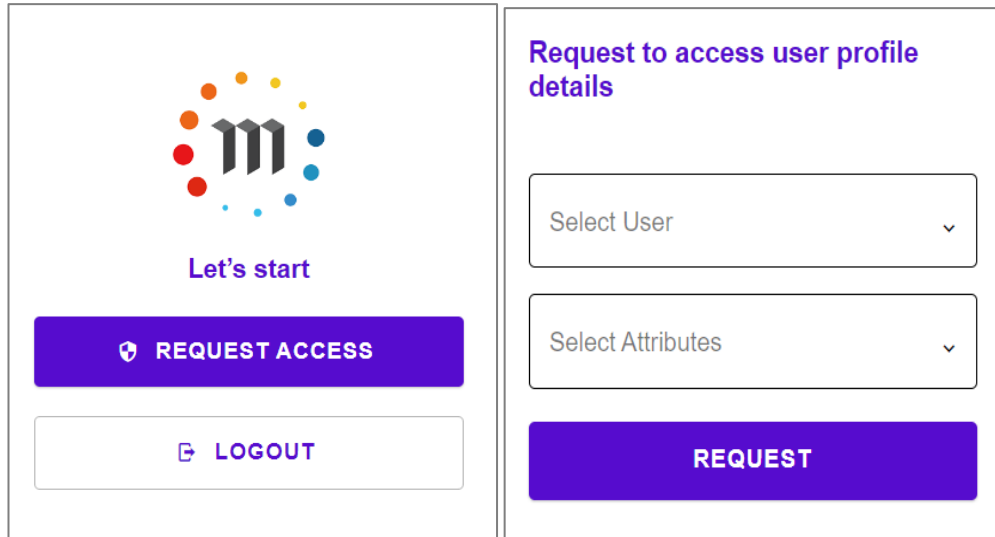 m
Let's start
REQUEST ACCESS
LOGOUT
Request to access user profile
details
Select User
Select Attributes
REQUEST